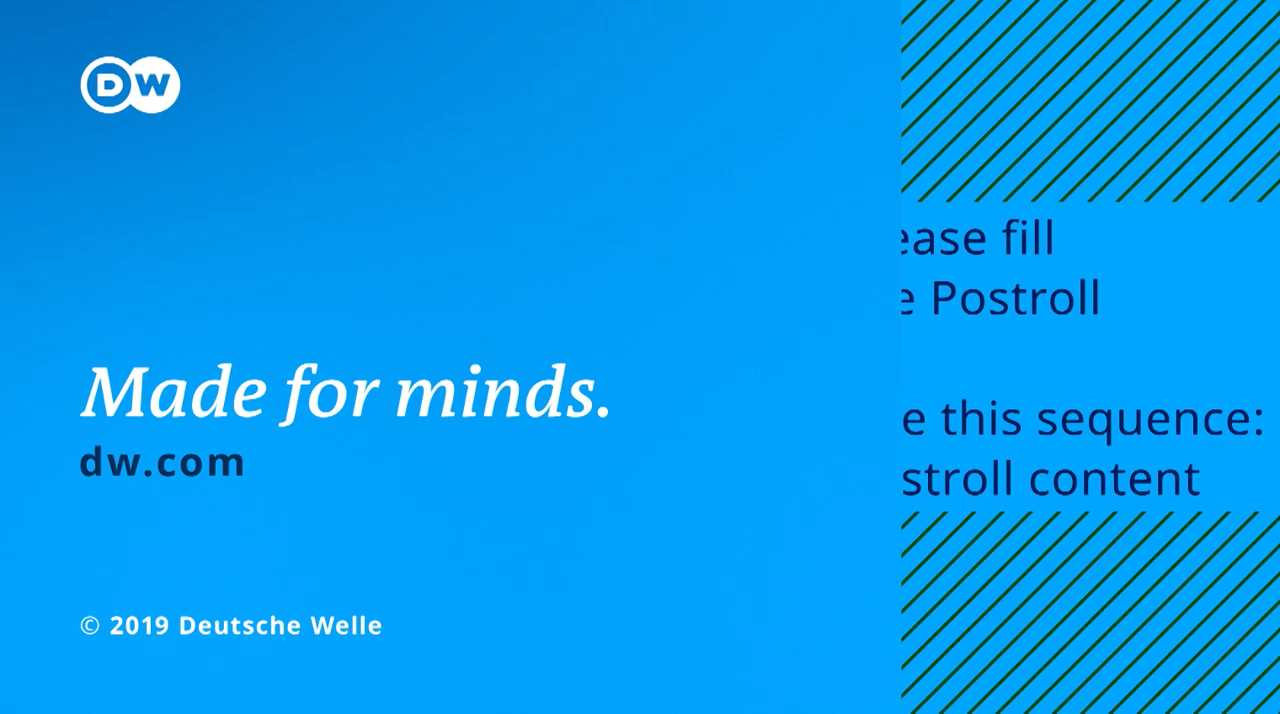 DW
Made for minds.
dw.com
© 2019 Deutsche Welle
ease fill
e Postroll
e this sequence:
stroll content